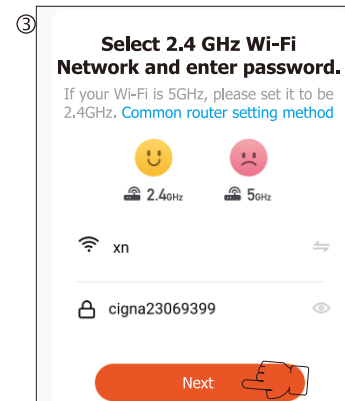 ③
Select 2.4 GHz Wi-Fi
Network and enter password.
If your Wi-Fi is 5GHz, please set it to be
2.4GHz. Common router setting method
2.4GHz 5GHz
xn
cigna23069399
Next